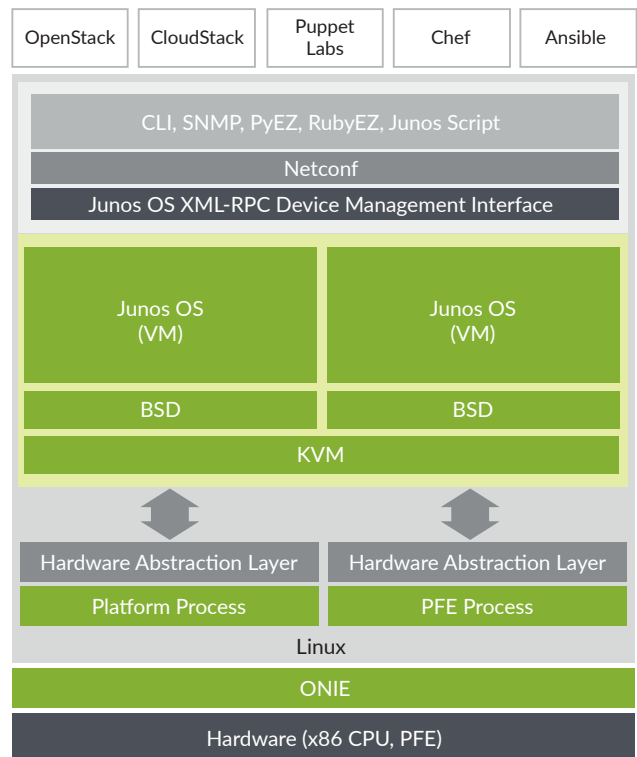 OpenStack
CloudStack
Puppet
Labs
Chef
Ansible
CLI, SNMP, PyEZ, RubyEZ, Junos Script
Netconf
Junos OS XML-RPC Device Management Interface
Junos OS
(VM)
Junos OS
(VM)
BSD
BSD
KVM
Hardware Abstraction Layer
Hardware Abstraction Layer
Platform Process
PFE Process
Linux
ONIE
Hardware (x86 CPU, PFE)